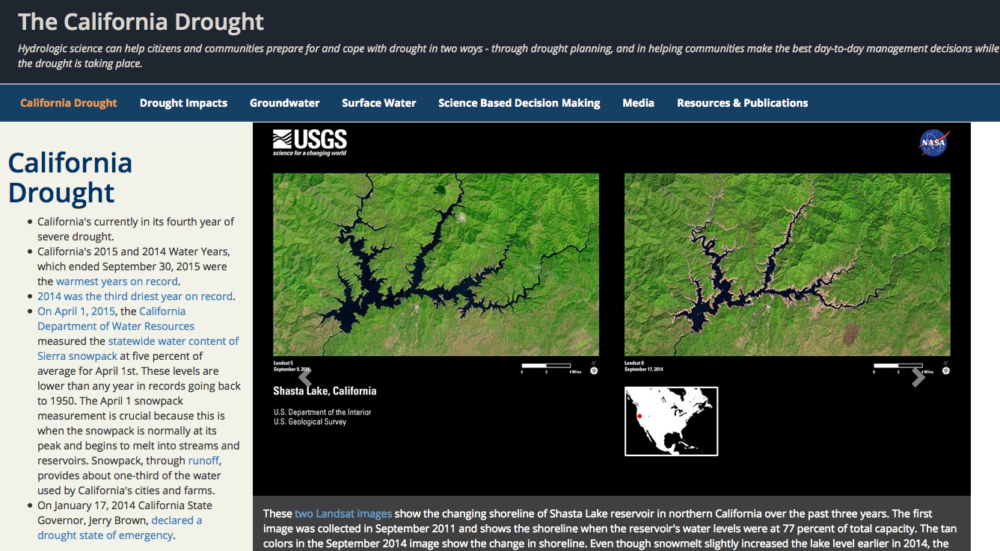 The California Drought
Hydrologic science can help citizens and communities prepare for and cope with drought in two ways - through drought planning, and in helping communities make the best day-to-day management decisions while
the drought is taking place.
California Drought Drought Impacts Groundwater Surface Water Science Based Decision Making Media Resources & Publications
California
Drought
California's currently in its fourth year of
severe drought.
California's 2015 and 2014 Water Years,
which ended September 30, 2015 were
the warmest years on record.
2014 was the third driest year on record.
On April 1, 2015, the California
Department of Water Resources
measured the statewide water content of
Sierra snowpack at five percent of
average for April 1st. These levels are
lower than any year in records going back
to 1950. The April 1 snowpack
measurement is crucial because this is
when the snowpack is normally at its
peak and begins to melt into streams and
reservoirs. Snowpack, through runoff,
provides about one-third of the water
used by California's cities and farms.
On January 17, 2014 California State
Governor, Jerry Brown, declared a
drought state of emergency.
USGS
science for a changing world
NASA
Landsat 5
September 9, 2011
0 2 4 Miles
N
Landsat 8
September 17, 2014
0 2 4 Miles
N
Shasta Lake, California
U.S. Department of the Interior
U.S. Geological Survey
These two Landsat images show the changing shoreline of Shasta Lake reservoir in northern California over the past three years. The first
image was collected in September 2011 and shows the shoreline when the reservoir's water levels were at 77 percent of total capacity. The tan
colors in the September 2014 image show the change in shoreline. Even though snowmelt slightly increased the lake level earlier in 2014, the